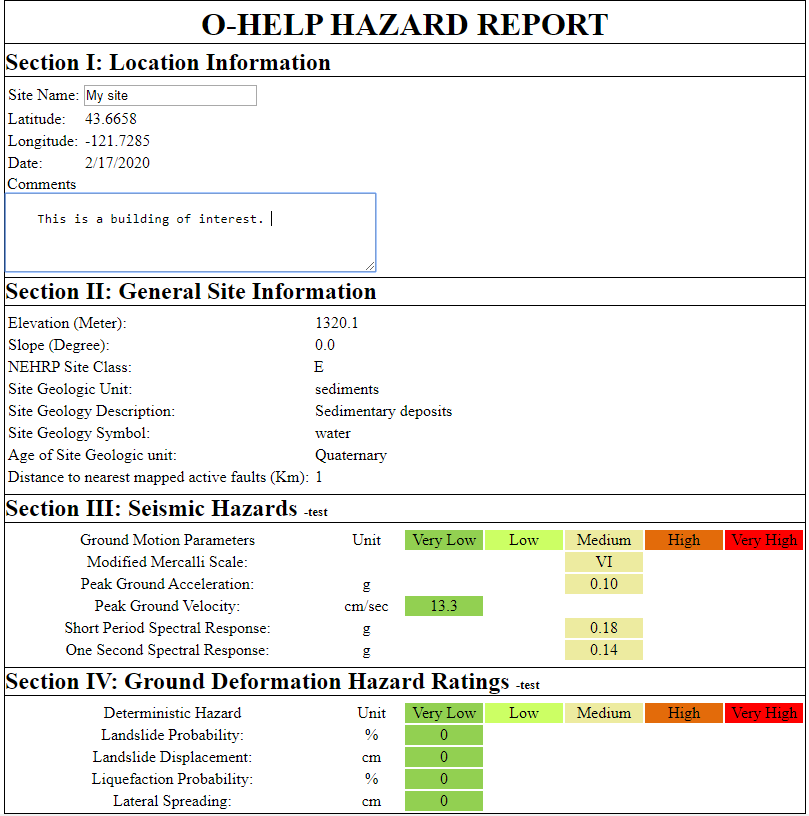 O-HELP HAZARD REPORT
Section I: Location Information
Site Name: My site
Latitude: 43.6658
Longitude: -121.7285
Date: 2/17/2020
Comments
This is a building of interest.
Section II: General Site Information
Elevation (Meter): 1320.1
Slope (Degree): 0.0
NEHRP Site Class: E
Site Geologic Unit: sediments
Site Geology Description: Sedimentary deposits
Site Geology Symbol: water
Age of Site Geologic unit: Quaternary
Distance to nearest mapped active faults (Km): 1
Section III: Seismic Hazards -test
Ground Motion Parameters Unit Very Low Low Medium High Very High
Modified Mercalli Scale: VI
Peak Ground Acceleration: g 0.10
Peak Ground Velocity: cm/sec 13.3
Short Period Spectral Response: g 0.18
One Second Spectral Response: g 0.14
Section IV: Ground Deformation Hazard Ratings -test
Deterministic Hazard Unit Very Low Low Medium High Very High
Landslide Probability: % 0
Landslide Displacement: cm 0
Liquefaction Probability: % 0
Lateral Spreading: cm 0